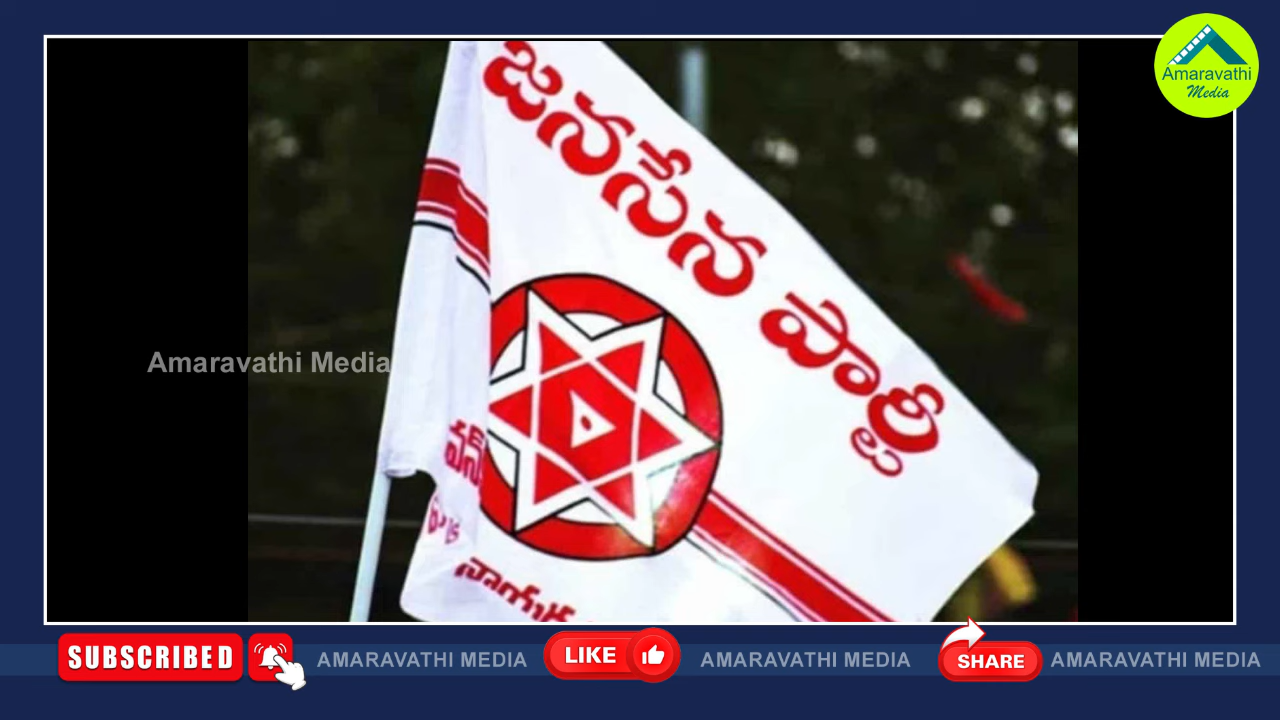 Amaravathi
Media
జనసేన పార్టీ
Amaravathi Media
SUBSCRIBED
AMARAVATHI MEDIA
LIKE
AMARAVATHI MEDIA
SHARE
AMARAVATHI MEDIA